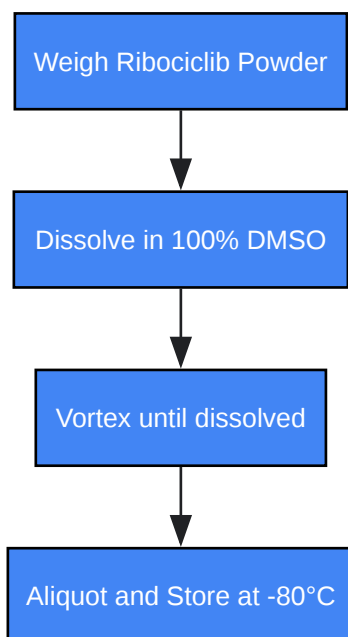 Weigh Ribociclib Powder
Dissolve in 100% DMSO
Vortex until dissolved
Aliquot and Store at -80°C